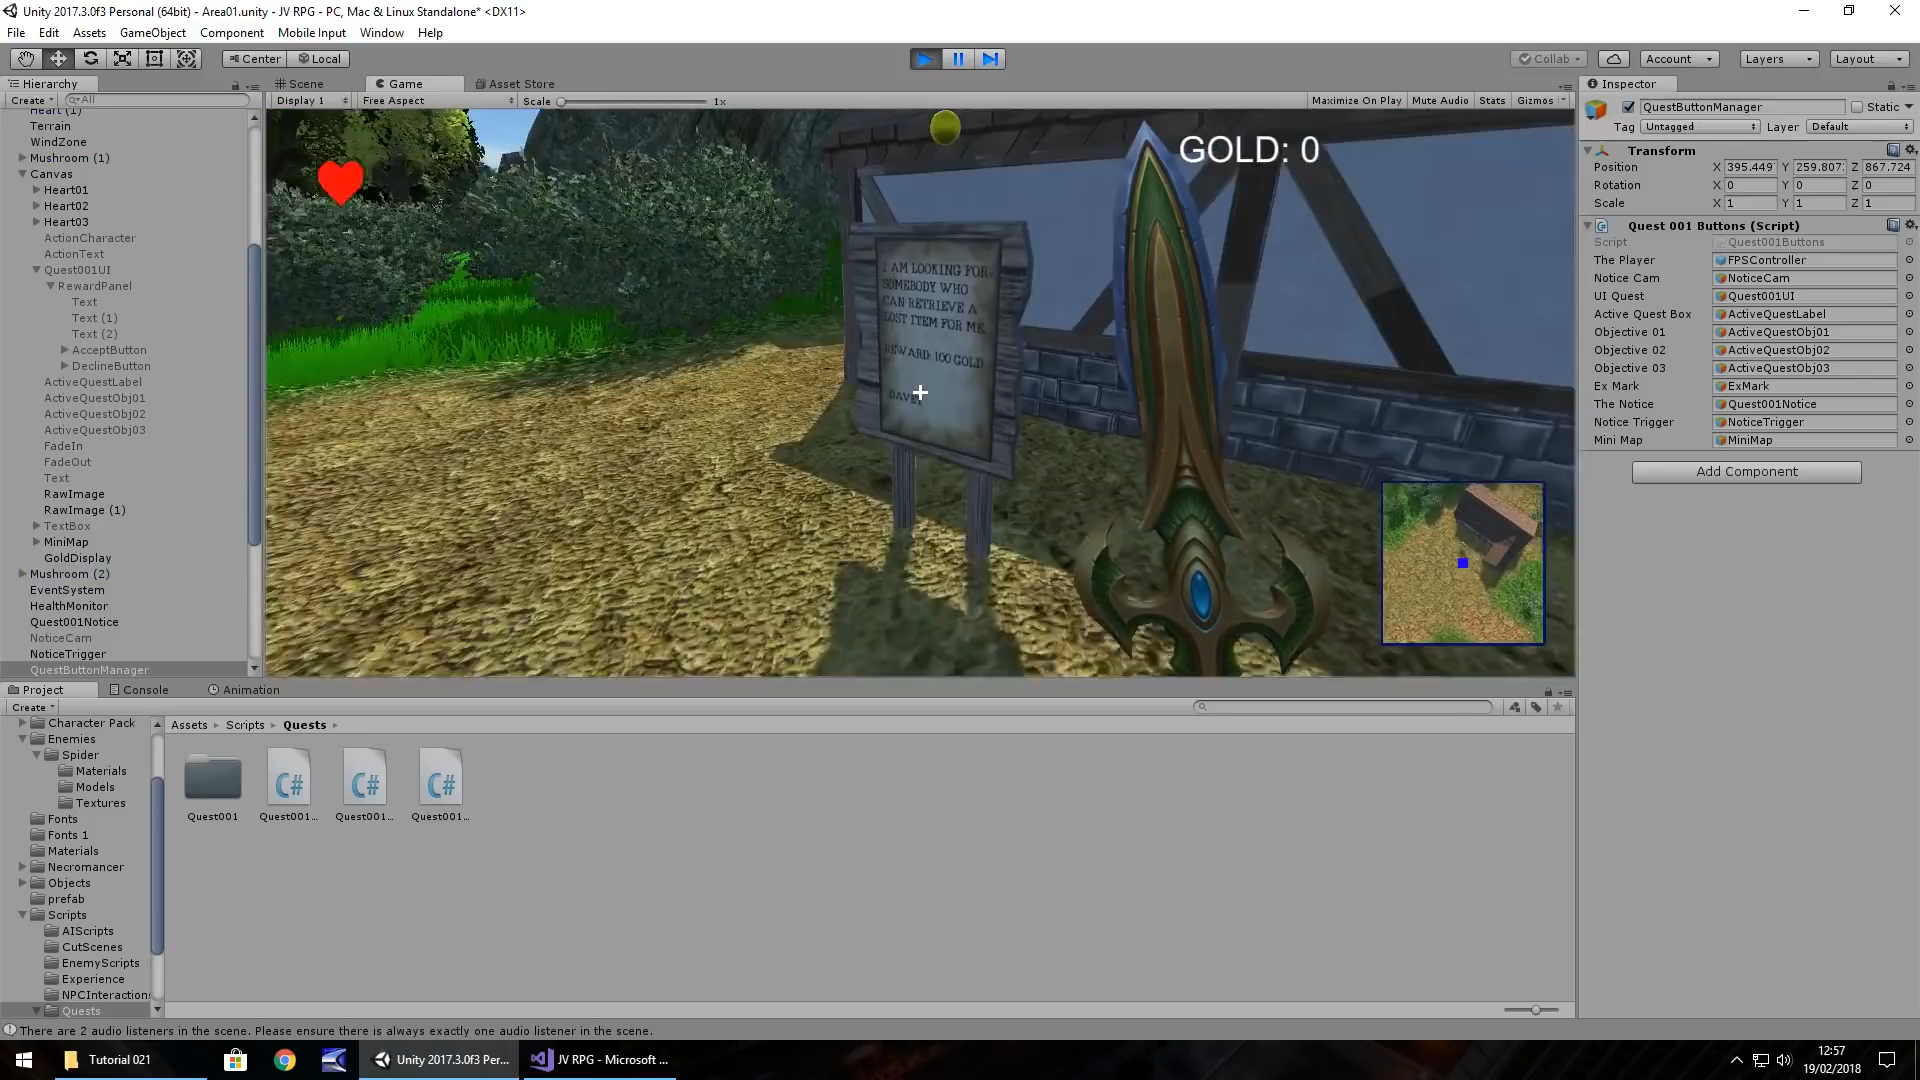 Unity 2017.3.0f3 Personal (64bit) - Area01.unity - JV RPG - PC, Mac & Linux Standalone* <DX11>
File Edit Assets GameObject Component Mobile Input Window Help
Center Local Collab Account Layers Layout
Hierarchy
Create All
Heart (1)
Terrain
WindZone
Mushroom (1)
Canvas
Heart01
Heart02
Heart03
ActionCharacter
ActionText
Quest001UI
RewardPanel
Text
Text (1)
Text (2)
AcceptButton
DeclineButton
ActiveQuestLabel
ActiveQuestObj01
ActiveQuestObj02
ActiveQuestObj03
FadeIn
FadeOut
Text
RawImage
RawImage (1)
TextBox
MiniMap
GoldDisplay
Mushroom (2)
EventSystem
HealthMonitor
Quest001Notice
NoticeCam
NoticeTrigger
QuestButtonManager
Scene Game Asset Store
Display 1 Free Aspect Scale 1x Maximize On Play Mute Audio Stats Gizmos
GOLD: 0
I AM LOOKING FOR
SOMEBODY WHO
CAN RETRIEVE A
LOST ITEM FOR ME.
REWARD: 100 GOLD
Inspector
QuestButtonManager Static
Tag Untagged Layer Default
Transform
Position X 395.449 Y 259.807 Z 867.724
Rotation X 0 Y 0 Z 0
Scale X 1 Y 1 Z 1
Quest 001 Buttons (Script)
Script Quest001Buttons
The Player FPSController
Notice Cam NoticeCam
UI Quest Quest001UI
Active Quest Box ActiveQuestLabel
Objective 01 ActiveQuestObj01
Objective 02 ActiveQuestObj02
Objective 03 ActiveQuestObj03
Ex Mark ExMark
The Notice Quest001Notice
Notice Trigger NoticeTrigger
Mini Map MiniMap
Add Component
Project Console Animation
Create
Character Pack
Enemies
Spider
Materials
Models
Textures
Fonts
Fonts 1
Materials
Necromancer
Objects
prefab
Scripts
AIScripts
CutScenes
EnemyScripts
Experience
NPCInteractions
Quests
Assets Scripts Quests
C# C# C#
Quest001 Quest001... Quest001... Quest001...
There are 2 audio listeners in the scene. Please ensure there is always exactly one audio listener in the scene.
Tutorial 021 Unity 2017.3.0f3 Per... JV RPG - Microsoft ...
12:57
19/02/2018